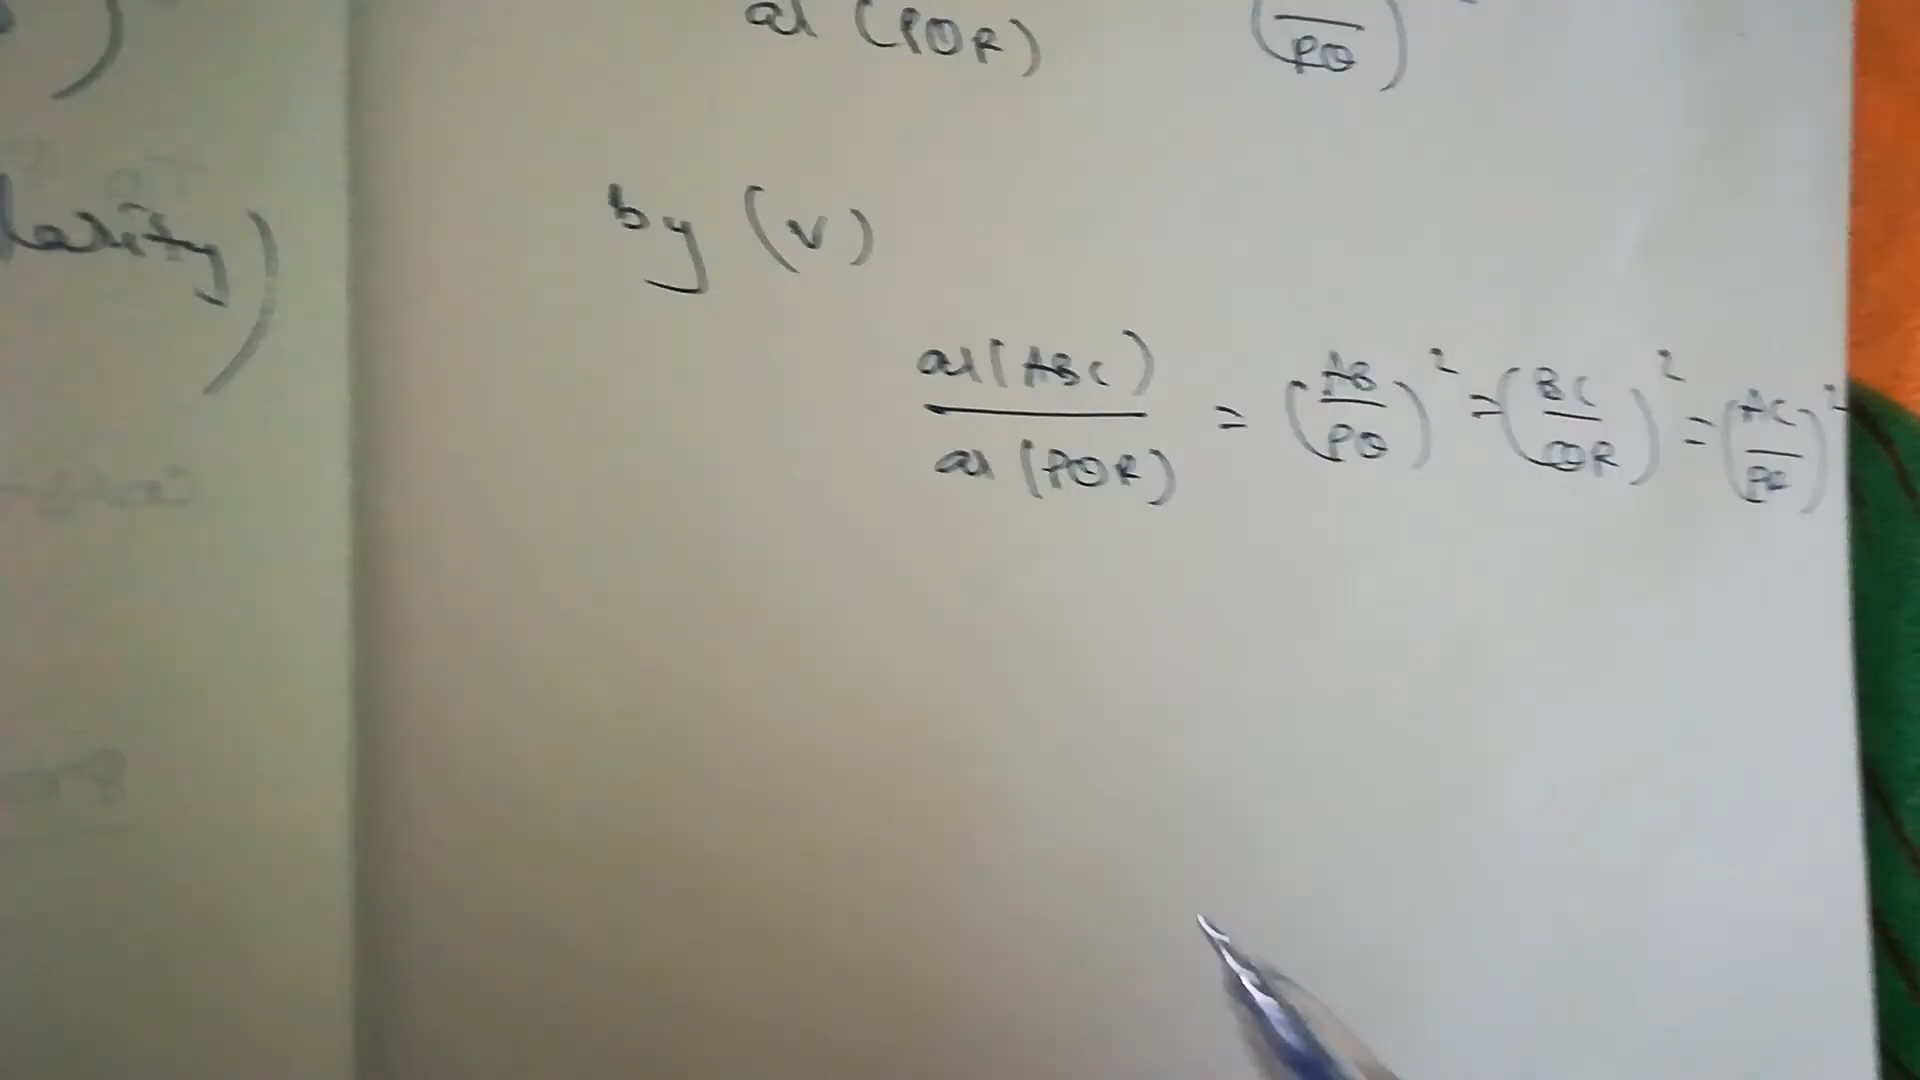 ar (PQR) (PQ)
by (v)
larity)
ar(ABC) / ar(PQR) = (AB/PQ)² = (BC/QR)² = (AC/PR)²